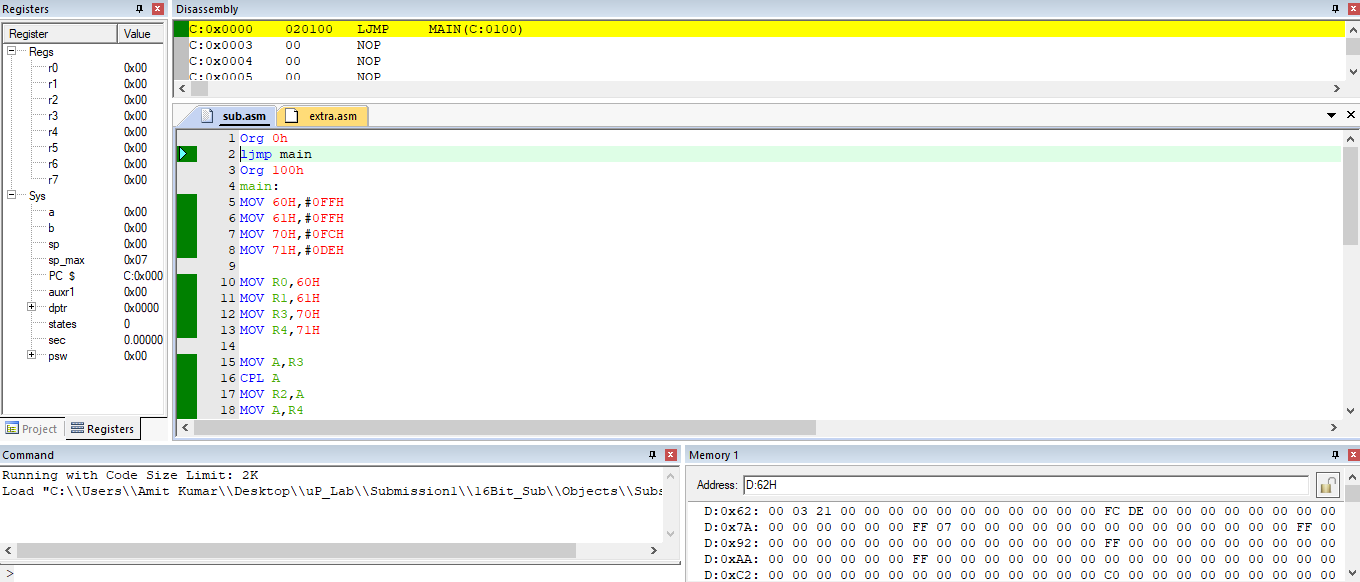 Registers
Register Value
Regs
r0 0x00
r1 0x00
r2 0x00
r3 0x00
r4 0x00
r5 0x00
r6 0x00
r7 0x00
Sys
a 0x00
b 0x00
sp 0x00
sp_max 0x07
PC $ C:0x000
auxr1 0x00
dptr 0x0000
states 0
sec 0.00000
psw 0x00
Project Registers
Disassembly
C:0x0000 020100 LJMP MAIN(C:0100)
C:0x0003 00 NOP
C:0x0004 00 NOP
C:0x0005 00 NOP
sub.asm extra.asm
1 Org 0h
2 ljmp main
3 Org 100h
4 main:
5 MOV 60H,#0FFH
6 MOV 61H,#0FFH
7 MOV 70H,#0FCH
8 MOV 71H,#0DEH
9
10 MOV R0,60H
11 MOV R1,61H
12 MOV R3,70H
13 MOV R4,71H
14
15 MOV A,R3
16 CPL A
17 MOV R2,A
18 MOV A,R4
Command
Running with Code Size Limit: 2K
Load "C:\\Users\\Amit Kumar\\Desktop\\uP_Lab\\Submission1\\16Bit_Sub\\Objects\\Subs
>
Memory 1
Address: D:62H
D:0x62: 00 03 21 00 00 00 00 00 00 00 00 00 00 00 FC DE 00 00 00 00 00 00 00 00
D:0x7A: 00 00 00 00 00 00 FF 07 00 00 00 00 00 00 00 00 00 00 00 00 00 00 FF 00
D:0x92: 00 00 00 00 00 00 00 00 00 00 00 00 00 00 FF 00 00 00 00 00 00 00 00 00
D:0xAA: 00 00 00 00 00 00 FF 00 00 00 00 00 00 00 00 00 00 00 00 00 00 00 00 00
D:0xC2: 00 00 00 00 00 00 00 00 00 00 00 00 00 00 C0 00 00 00 00 00 00 00 00 00